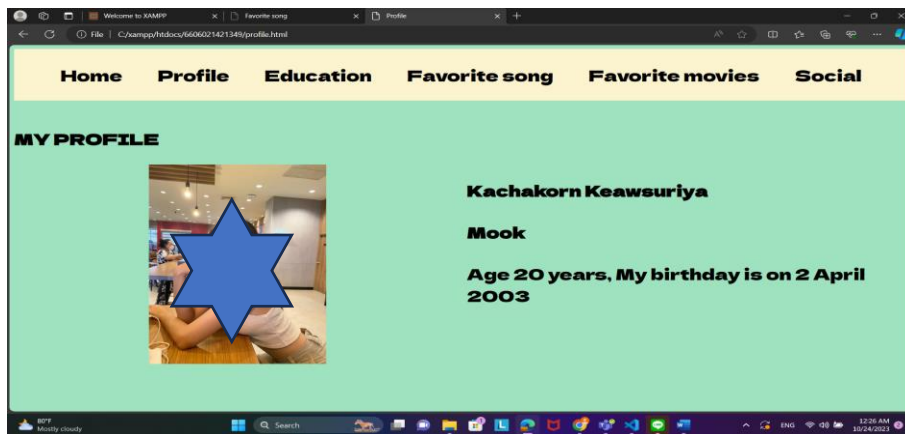 Welcome to XAMPP
Favorite song
Profile
File | C:/xampp/htdocs/6606021421349/profile.html
Home Profile Education Favorite song Favorite movies Social
MY PROFILE
Kachakorn Keawsuriya
Mook
Age 20 years, My birthday is on 2 April
2003
80°F
Mostly cloudy
Search
ENG
12:26 AM
10/24/2023